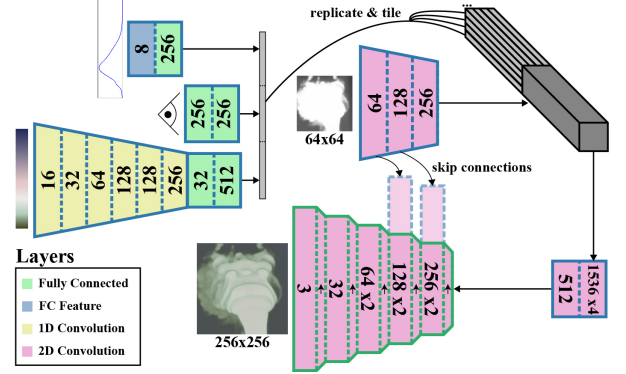 replicate & tile
...
8
256
256
256
64
128
256
64x64
skip connections
16
32
64
128
128
256
32
512
3
32
64 x2
128 x2
256 x2
512
1536 x4
256x256
Layers
Fully Connected
FC Feature
1D Convolution
2D Convolution